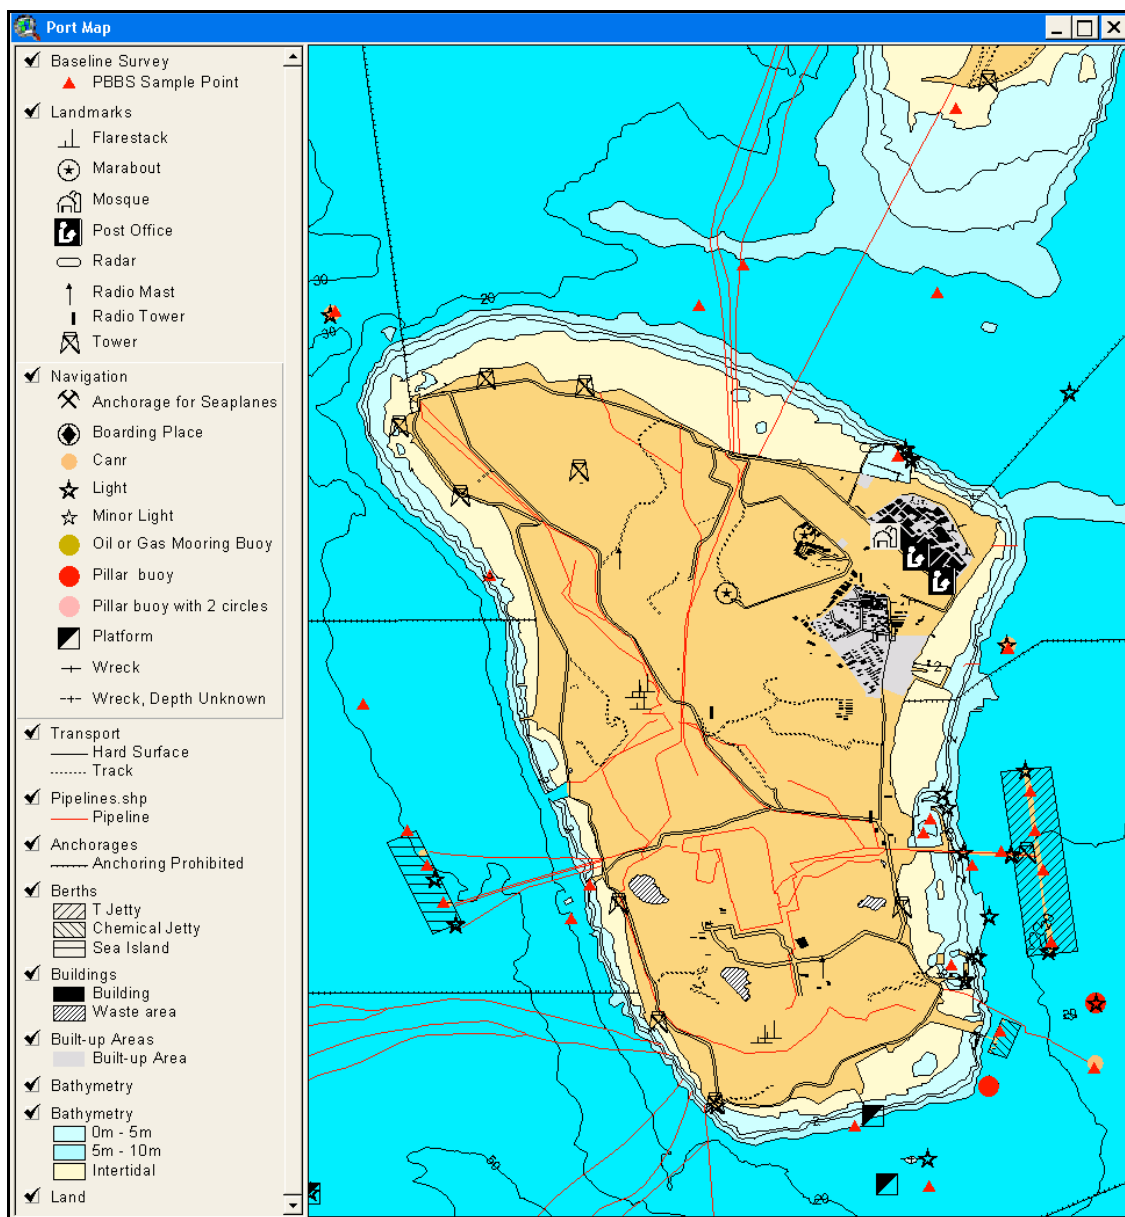 Port Map
Baseline Survey
PBBS Sample Point
Landmarks
Flarestack
Marabout
Mosque
Post Office
Radar
Radio Mast
Radio Tower
Tower
Navigation
Anchorage for Seaplanes
Boarding Place
Canr
Light
Minor Light
Oil or Gas Mooring Buoy
Pillar buoy
Pillar buoy with 2 circles
Platform
Wreck
Wreck, Depth Unknown
Transport
Hard Surface
Track
Pipelines.shp
Pipeline
Anchorages
Anchoring Prohibited
Berths
T Jetty
Chemical Jetty
Sea Island
Buildings
Building
Waste area
Built-up Areas
Built-up Area
Bathymetry
Bathymetry
0m - 5m
5m - 10m
Intertidal
Land
30
20
30
2
2
2
50
20